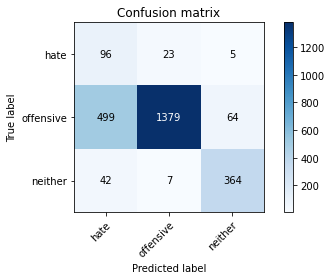 Confusion matrix
hate 96 23 5
offensive 499 1379 64
neither 42 7 364
hate offensive neither
True label
Predicted label
1200
1000
800
600
400
200